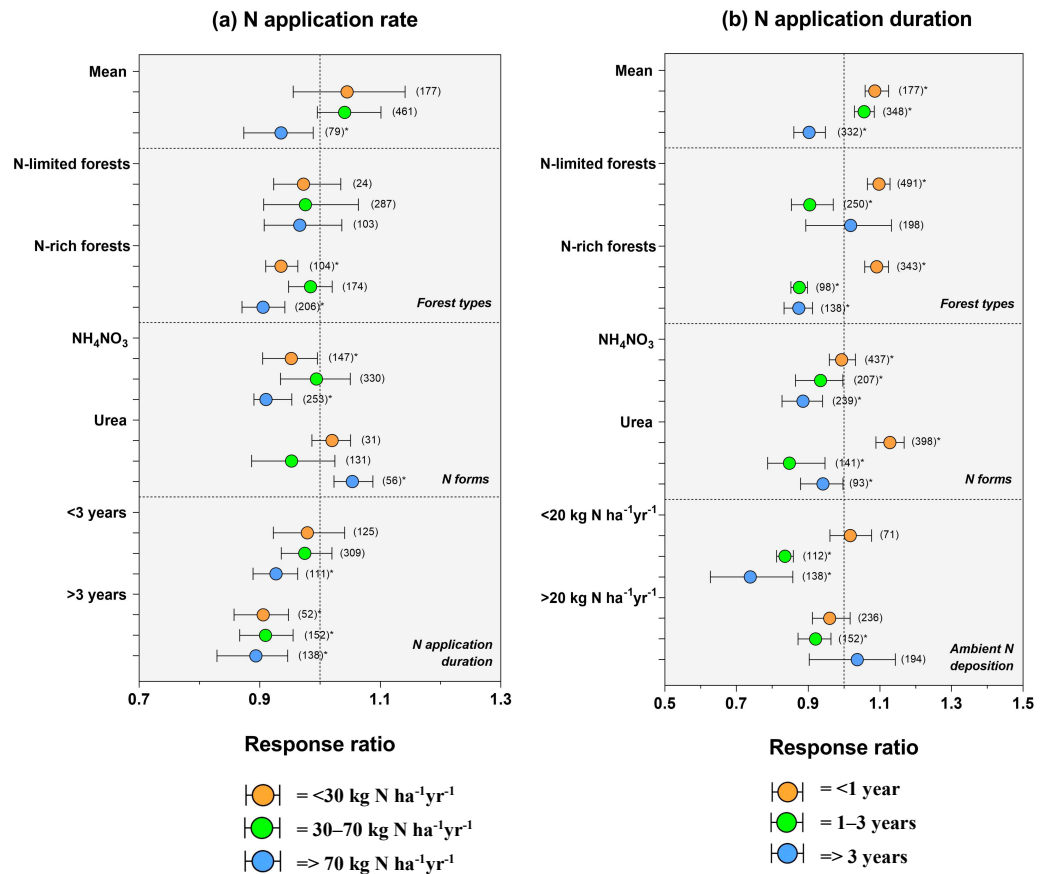 (a) N application rate
Mean
(177)
(461)
(79)*
N-limited forests
(24)
(287)
(103)
N-rich forests
(104)*
(174)
(206)*
Forest types
NH₄NO₃
(147)*
(330)
(253)*
Urea
(31)
(131)
(56)*
N forms
<3 years
(125)
(309)
(111)*
>3 years
(52)*
(152)*
(138)*
N application
duration
0.7 0.9 1.1 1.3
Response ratio
= <30 kg N ha⁻¹yr⁻¹
= 30–70 kg N ha⁻¹yr⁻¹
=> 70 kg N ha⁻¹yr⁻¹
(b) N application duration
Mean
(177)*
(348)*
(332)*
N-limited forests
(491)*
(250)*
(198)
N-rich forests
(343)*
(98)*
(138)*
Forest types
NH₄NO₃
(437)*
(207)*
(239)*
Urea
(398)*
(141)*
(93)*
N forms
<20 kg N ha⁻¹yr⁻¹
(71)
(112)*
(138)*
>20 kg N ha⁻¹yr⁻¹
(236)
(152)*
(194)
Ambient N
deposition
0.5 0.7 0.9 1.1 1.3 1.5
Response ratio
= <1 year
= 1–3 years
=> 3 years